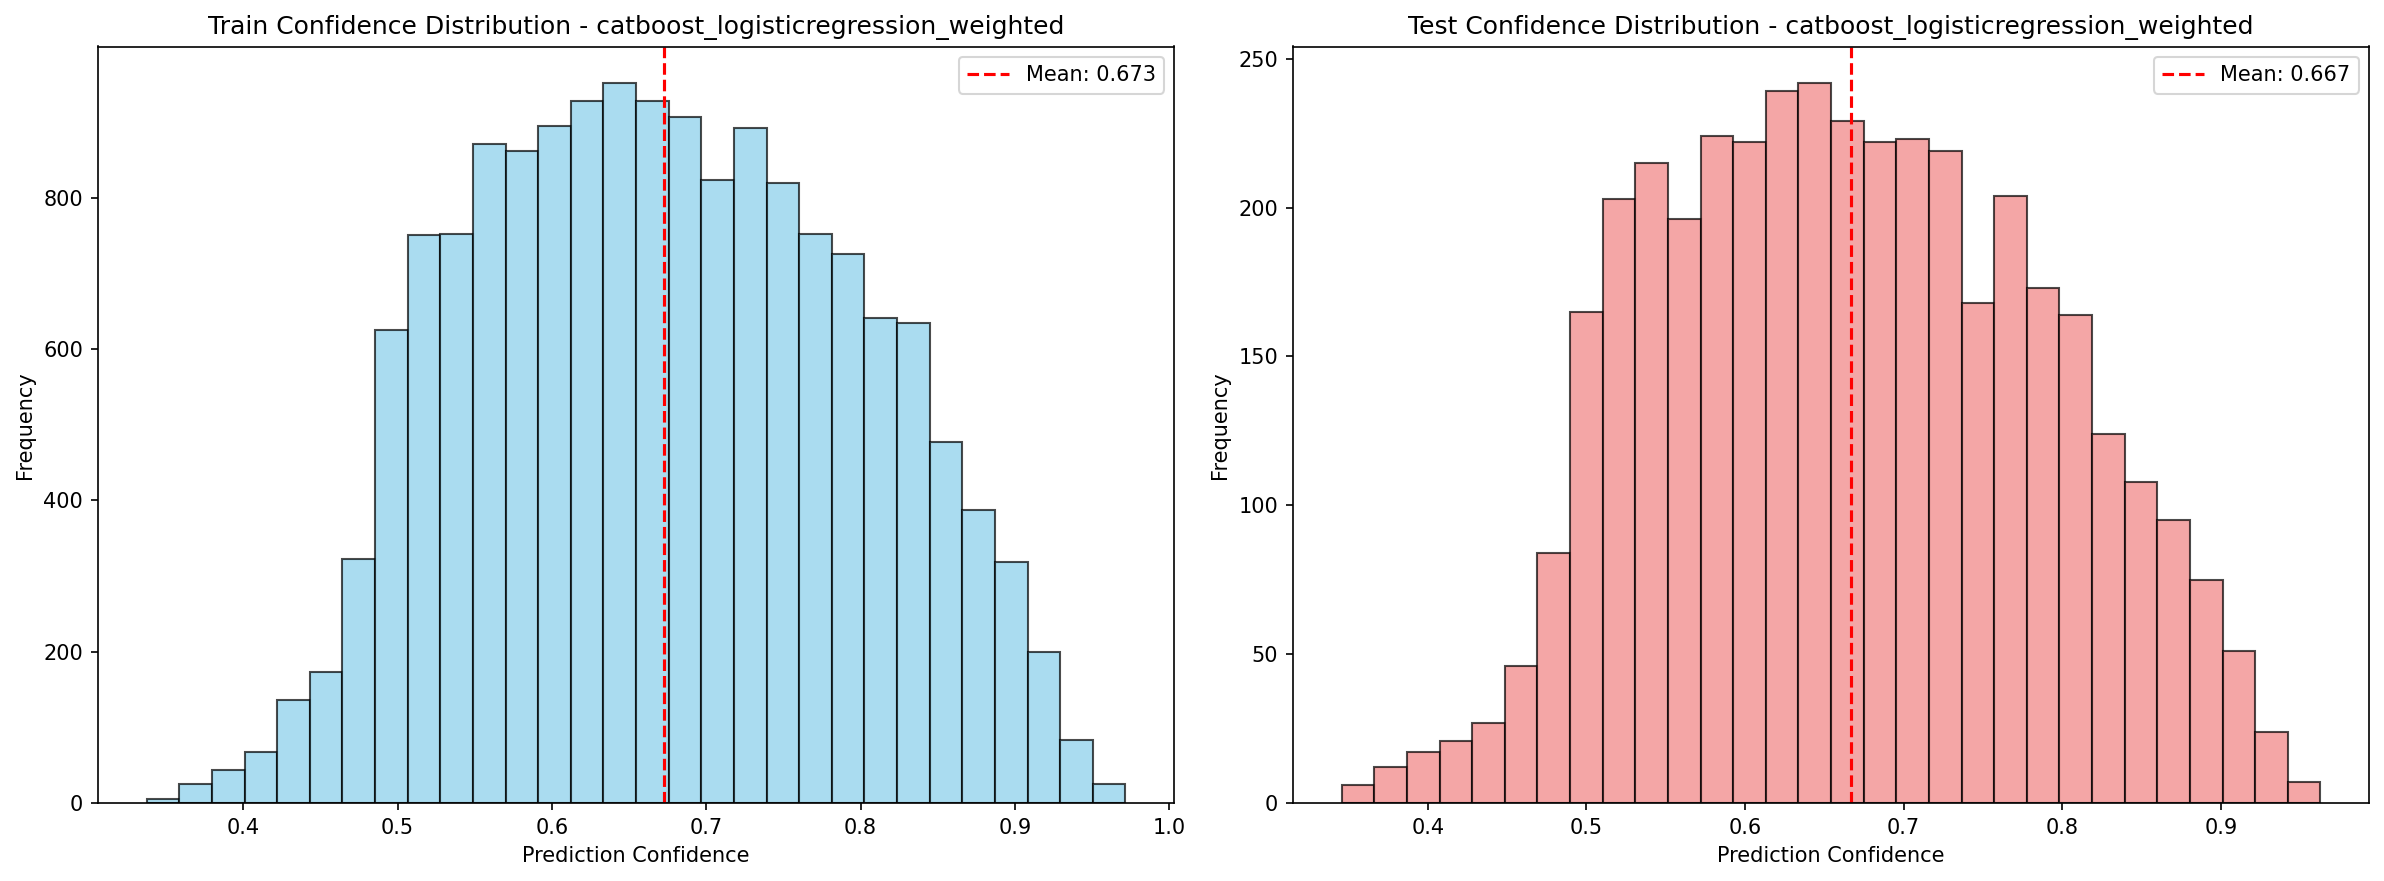 Train Confidence Distribution - catboost_logisticregression_weighted
Mean: 0.673
800
600
400
200
0
Frequency
0.4 0.5 0.6 0.7 0.8 0.9 1.0
Prediction Confidence
Test Confidence Distribution - catboost_logisticregression_weighted
Mean: 0.667
250
200
150
100
50
0
Frequency
0.4 0.5 0.6 0.7 0.8 0.9
Prediction Confidence